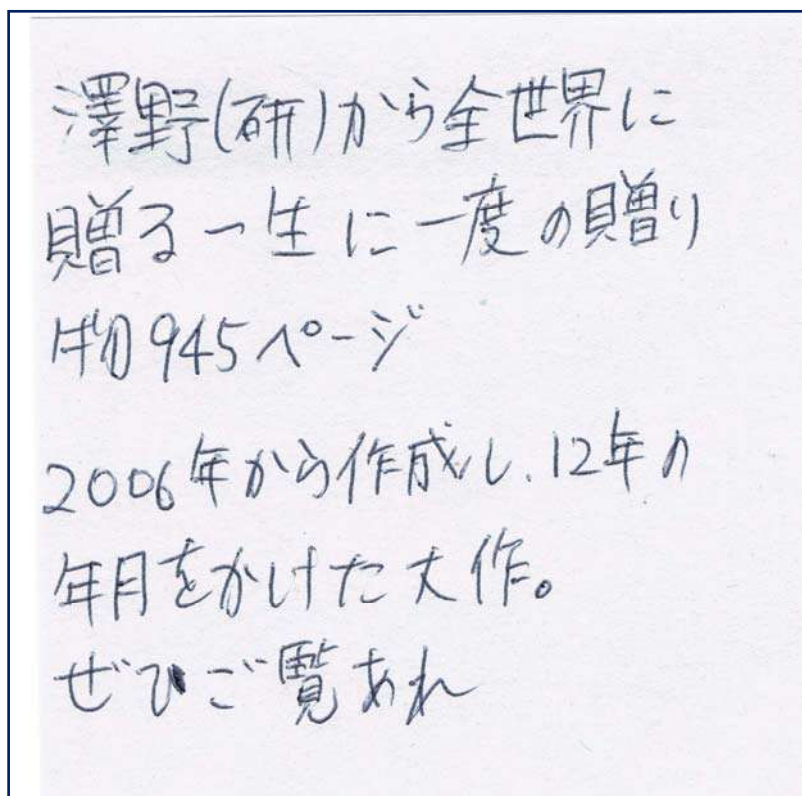 澤野(研)から全世界に
贈る一生に一度の贈り
物945ページ
2006年から作成し、12年の
年月をかけた大作。
ぜひご覧あれ